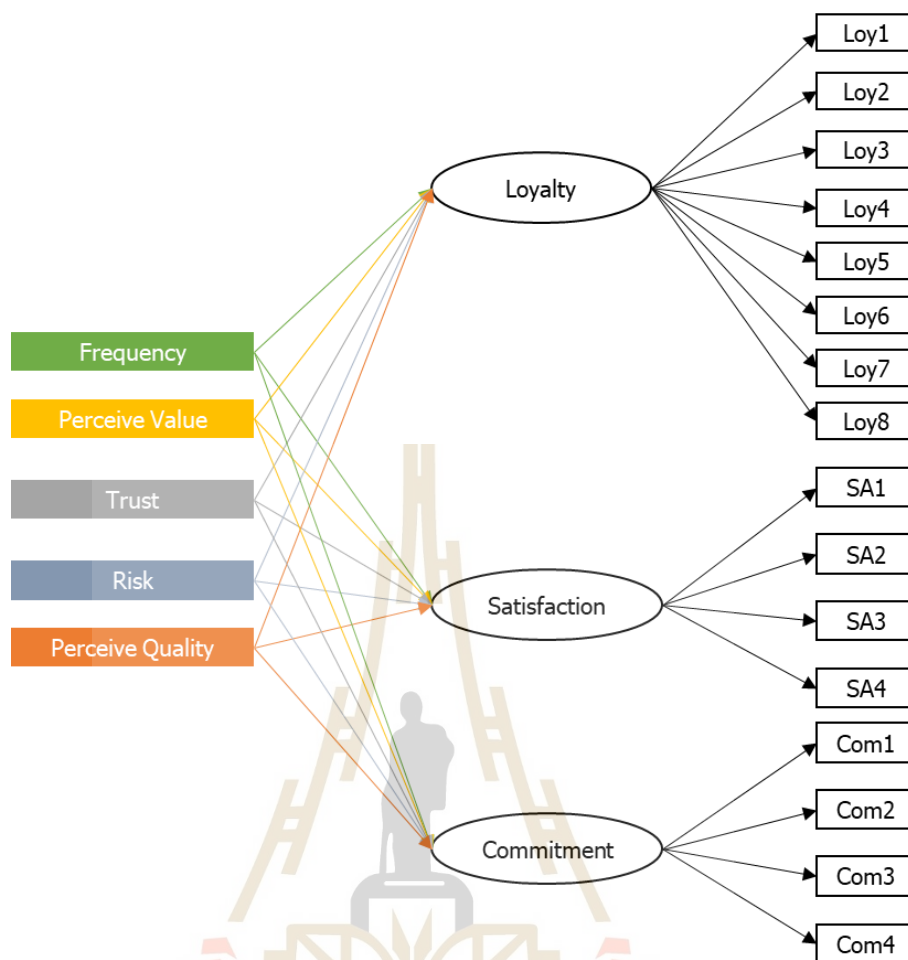 Loy1
Loy2
Loy3
Loy4
Loy5
Loy6
Loy7
Loy8
Loyalty
Frequency
Perceive Value
Trust
Risk
Perceive Quality
SA1
SA2
SA3
SA4
Satisfaction
Com1
Com2
Com3
Com4
Commitment